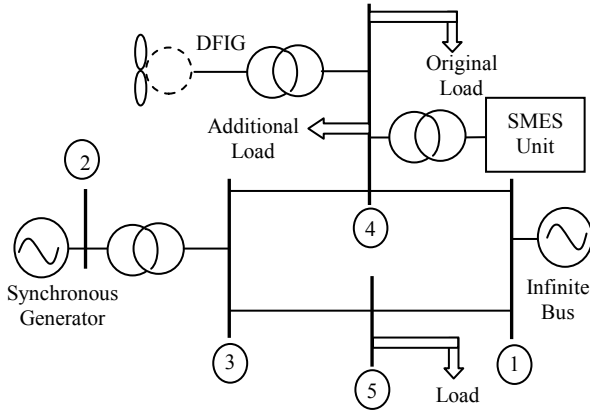 DFIG
Original
Load
Additional
Load
SMES
Unit
2
4
Synchronous
Generator
Infinite
Bus
3
5
Load
1